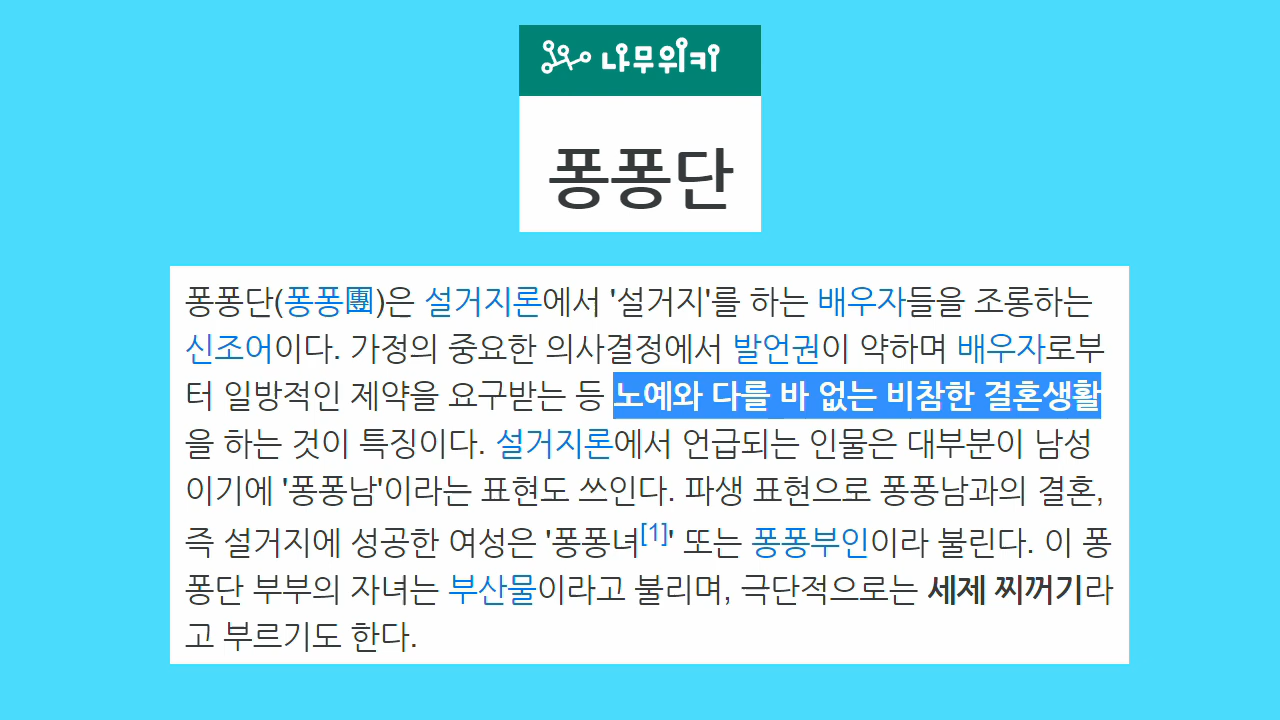 나무위키
퐁퐁단
퐁퐁단(퐁퐁團)은 설거지론에서 '설거지'를 하는 배우자들을 조롱하는
신조어이다. 가정의 중요한 의사결정에서 발언권이 약하며 배우자로부
터 일방적인 제약을 요구받는 등 노예와 다를 바 없는 비참한 결혼생활
을 하는 것이 특징이다. 설거지론에서 언급되는 인물은 대부분이 남성
이기에 '퐁퐁남'이라는 표현도 쓰인다. 파생 표현으로 퐁퐁남과의 결혼,
즉 설거지에 성공한 여성은 '퐁퐁녀[1]' 또는 퐁퐁부인이라 불린다. 이 퐁
퐁단 부부의 자녀는 부산물이라고 불리며, 극단적으로는 세제 찌꺼기라
고 부르기도 한다.